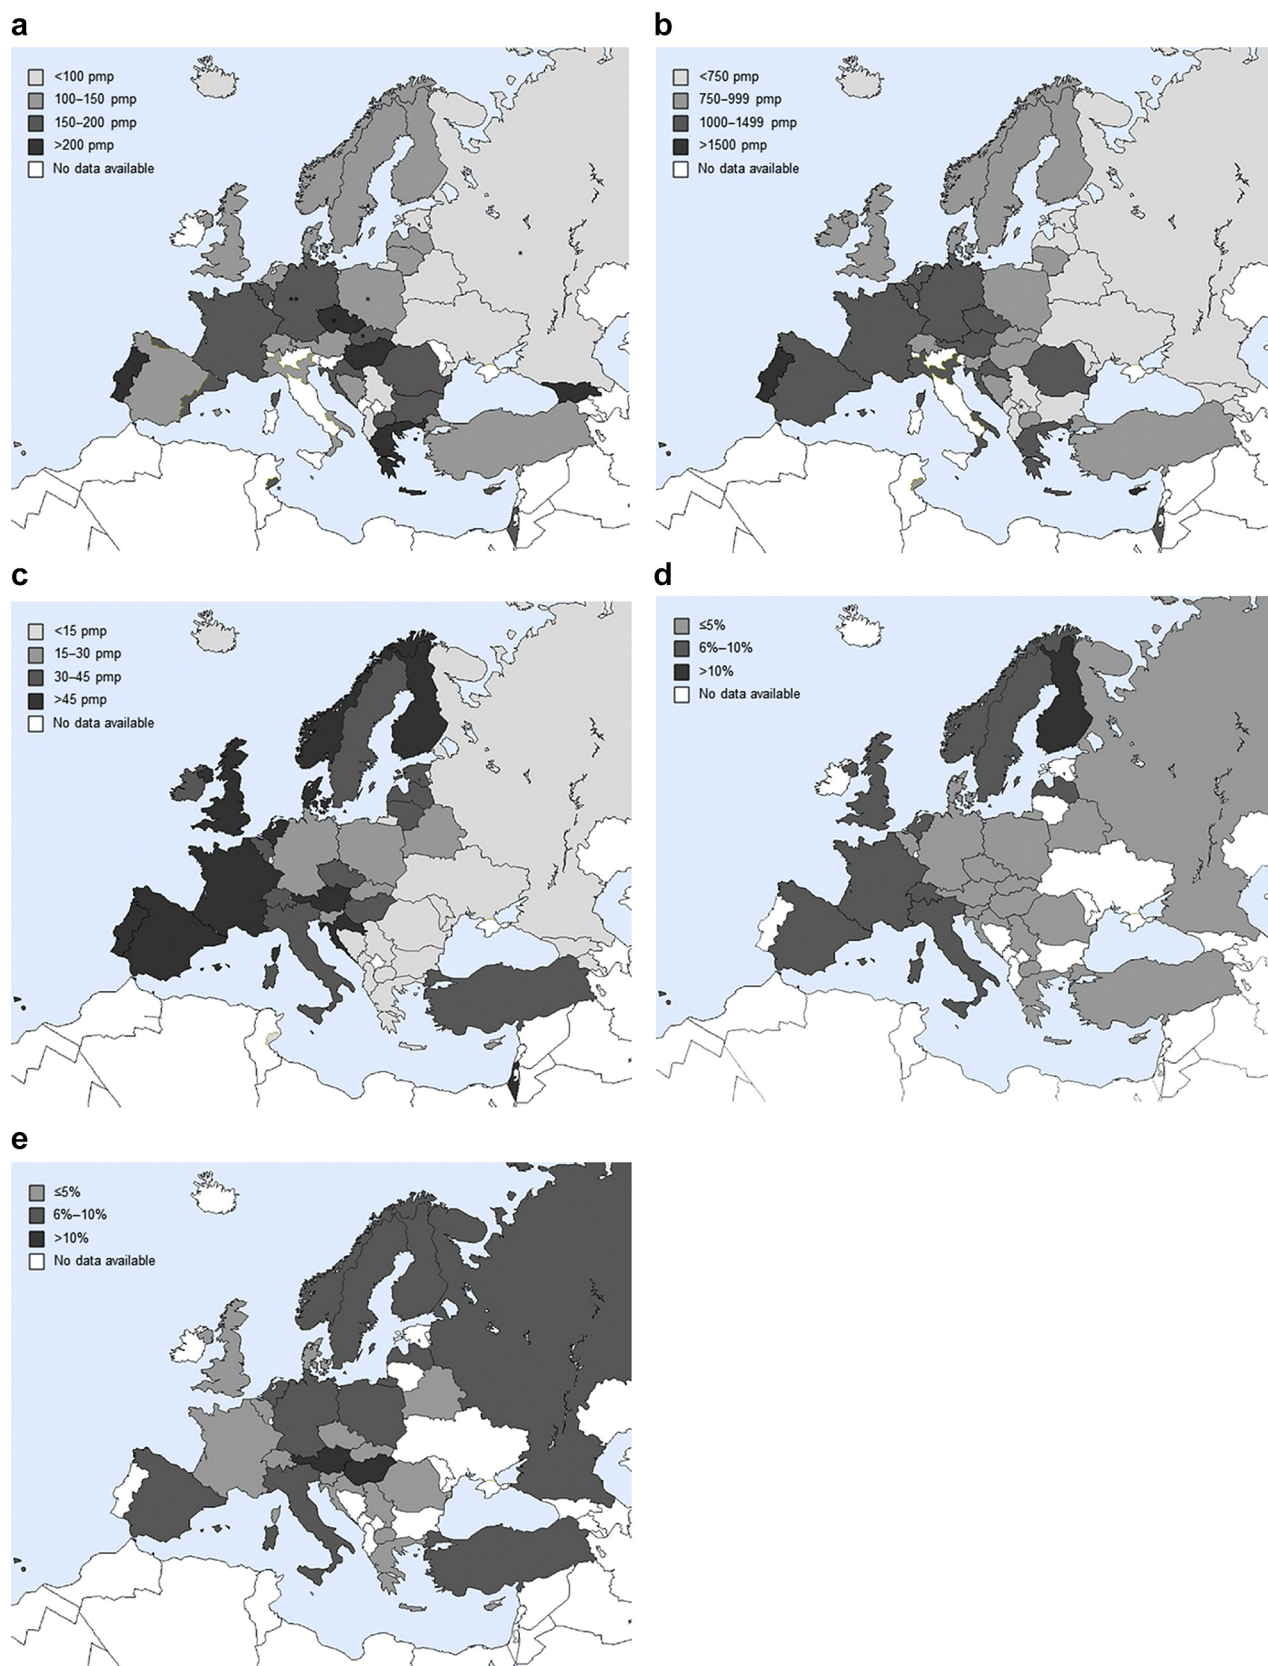 a
<100 pmp
100–150 pmp
150–200 pmp
>200 pmp
No data available
*
**
*
*
*
*
b
<750 pmp
750–999 pmp
1000–1499 pmp
>1500 pmp
No data available
*
c
<15 pmp
15–30 pmp
30–45 pmp
>45 pmp
No data available
d
≤5%
6%–10%
>10%
No data available
e
≤5%
6%–10%
>10%
No data available